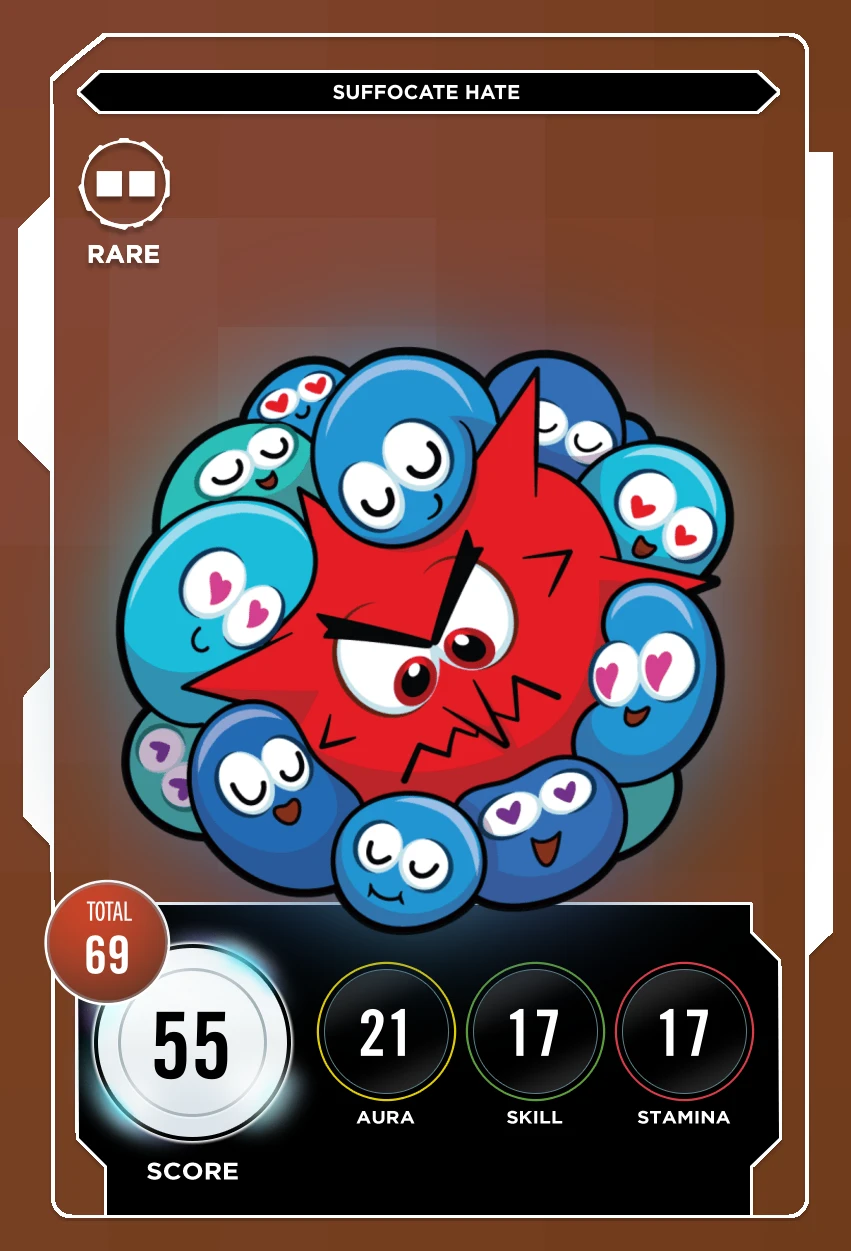 SUFFOCATE HATE
RARE
TOTAL
69
55
21
17
17
AURA
SKILL
STAMINA
SCORE